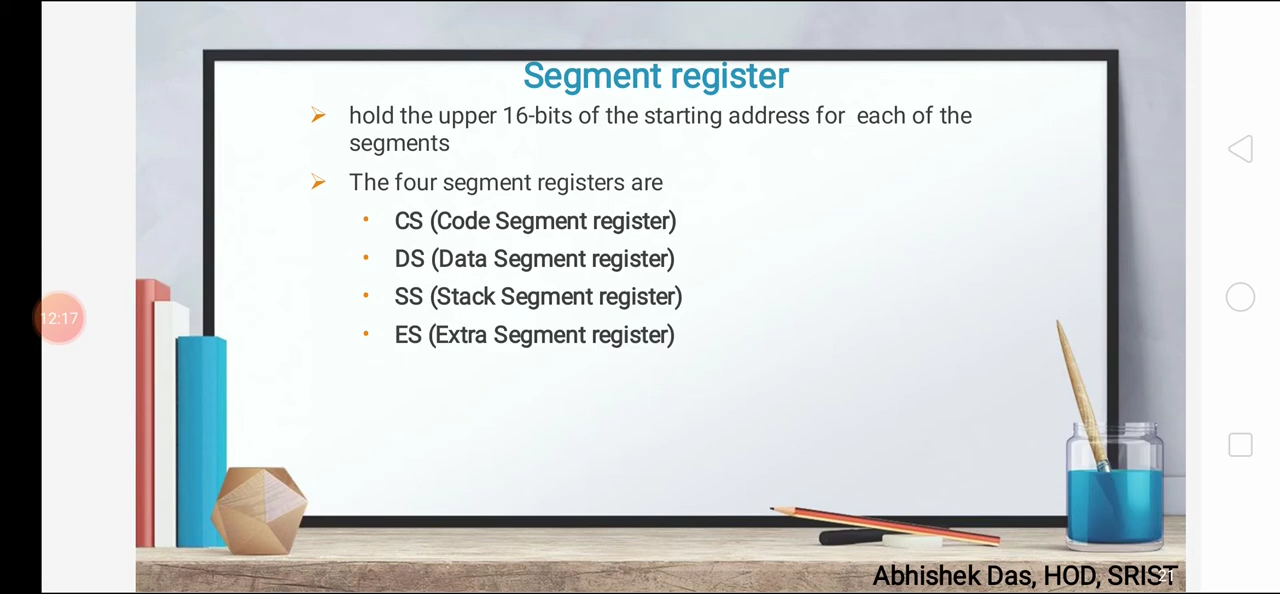 Segment register
➢ hold the upper 16-bits of the starting address for each of the
segments
➢ The four segment registers are
• CS (Code Segment register)
• DS (Data Segment register)
• SS (Stack Segment register)
• ES (Extra Segment register)
12:17
Abhishek Das, HOD, SRIST
21